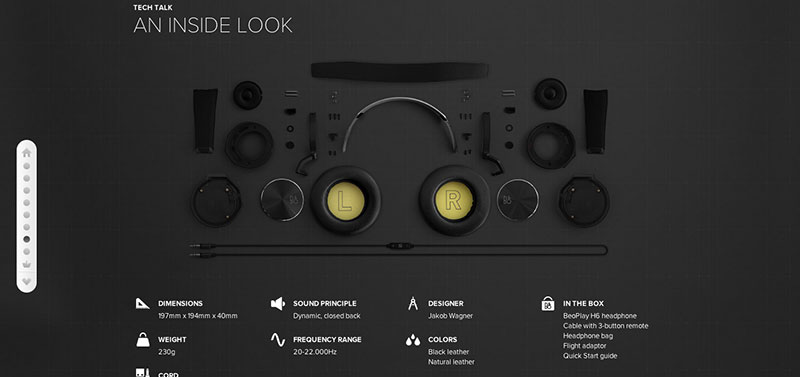 TECH TALK
AN INSIDE LOOK
L
R
DIMENSIONS
197mm x 194mm x 40mm
SOUND PRINCIPLE
Dynamic, closed back
DESIGNER
Jakob Wagner
IN THE BOX
BeoPlay H6 headphone
Cable with 3-button remote
Headphone bag
Flight adaptor
Quick Start guide
WEIGHT
230g
FREQUENCY RANGE
20-22.000Hz
COLORS
Black leather
Natural leather
CORD